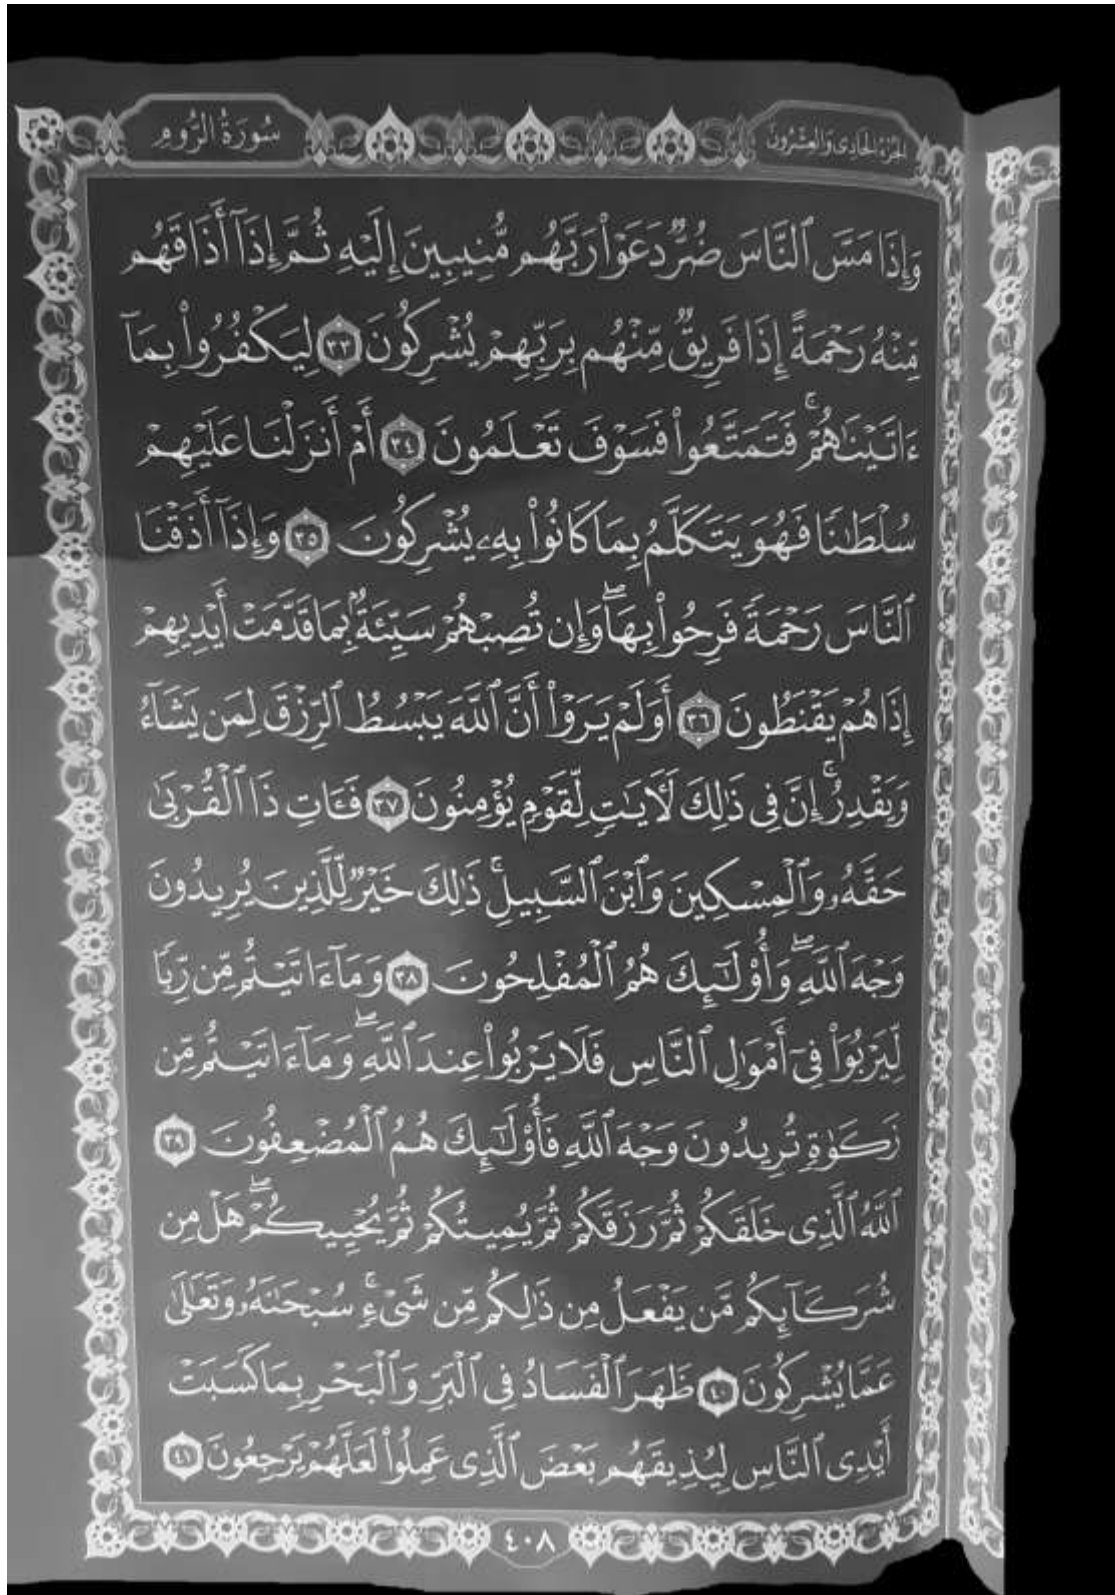 الجزء الحادي والعشرون
سورة الروم
وَإِذَا مَسَّ ٱلنَّاسَ ضُرٌّ دَعَوْاْ رَبَّهُم مُّنِيبِينَ إِلَيْهِ ثُمَّ إِذَآ أَذَاقَهُم
مِّنْهُ رَحْمَةً إِذَا فَرِيقٌ مِّنْهُم بِرَبِّهِمْ يُشْرِكُونَ ٣٣ لِيَكْفُرُواْ بِمَآ
ءَاتَيْنَٰهُمْۚ فَتَمَتَّعُواْ فَسَوْفَ تَعْلَمُونَ ٣٤ أَمْ أَنزَلْنَا عَلَيْهِمْ
سُلْطَٰنًا فَهُوَ يَتَكَلَّمُ بِمَا كَانُواْ بِهِۦ يُشْرِكُونَ ٣٥ وَإِذَآ أَذَقْنَا
ٱلنَّاسَ رَحْمَةً فَرِحُواْ بِهَاۖ وَإِن تُصِبْهُمْ سَيِّئَةٌۢ بِمَا قَدَّمَتْ أَيْدِيهِمْ
إِذَا هُمْ يَقْنَطُونَ ٣٦ أَوَلَمْ يَرَوْاْ أَنَّ ٱللَّهَ يَبْسُطُ ٱلرِّزْقَ لِمَن يَشَآءُ
وَيَقْدِرُۚ إِنَّ فِى ذَٰلِكَ لَءَايَٰتٍ لِّقَوْمٍ يُؤْمِنُونَ ٣٧ فَـَٔاتِ ذَا ٱلْقُرْبَىٰ
حَقَّهُۥ وَٱلْمِسْكِينَ وَٱبْنَ ٱلسَّبِيلِۚ ذَٰلِكَ خَيْرٌ لِّلَّذِينَ يُرِيدُونَ
وَجْهَ ٱللَّهِۖ وَأُوْلَٰٓئِكَ هُمُ ٱلْمُفْلِحُونَ ٣٨ وَمَآ ءَاتَيْتُم مِّن رِّبًا
لِّيَرْبُوَاْ فِىٓ أَمْوَٰلِ ٱلنَّاسِ فَلَا يَرْبُواْ عِندَ ٱللَّهِۖ وَمَآ ءَاتَيْتُم مِّن
زَكَوٰةٍ تُرِيدُونَ وَجْهَ ٱللَّهِ فَأُوْلَٰٓئِكَ هُمُ ٱلْمُضْعِفُونَ ٣٩
ٱللَّهُ ٱلَّذِى خَلَقَكُمْ ثُمَّ رَزَقَكُمْ ثُمَّ يُمِيتُكُمْ ثُمَّ يُحْيِيكُمْۖ هَلْ مِن
شُرَكَآئِكُم مَّن يَفْعَلُ مِن ذَٰلِكُم مِّن شَىْءٍۚ سُبْحَٰنَهُۥ وَتَعَٰلَىٰ
عَمَّا يُشْرِكُونَ ٤٠ ظَهَرَ ٱلْفَسَادُ فِى ٱلْبَرِّ وَٱلْبَحْرِ بِمَا كَسَبَتْ
أَيْدِى ٱلنَّاسِ لِيُذِيقَهُم بَعْضَ ٱلَّذِى عَمِلُواْ لَعَلَّهُمْ يَرْجِعُونَ ٤١
٤٠٨